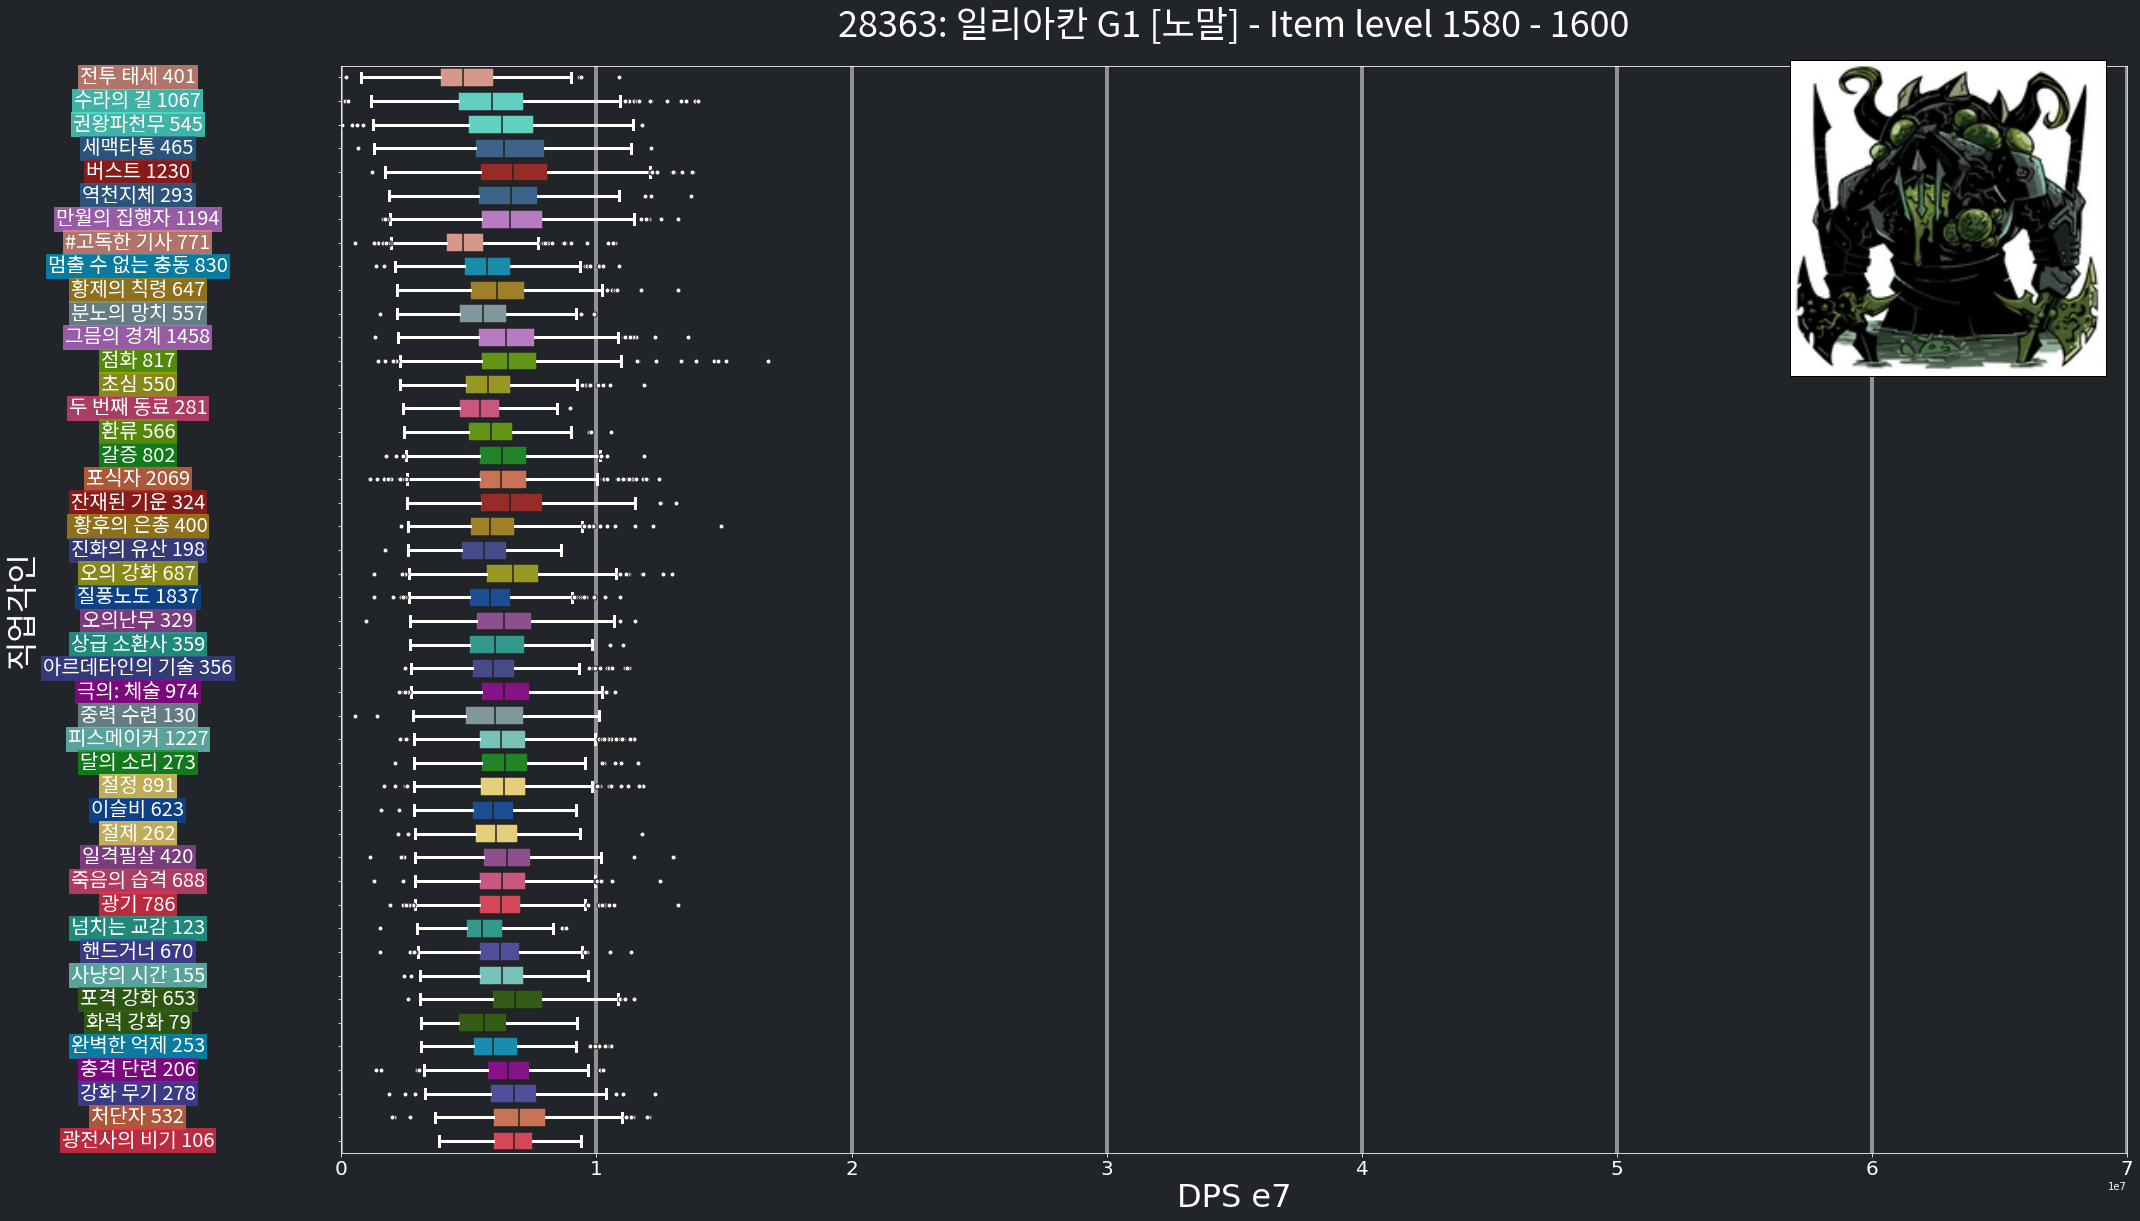 28363: 일리아칸 G1 [노말] - Item level 1580 - 1600
직업각인
전투 태세 401
수라의 길 1067
권왕파천무 545
세맥타통 465
버스트 1230
역천지체 293
만월의 집행자 1194
#고독한 기사 771
멈출 수 없는 충동 830
황제의 칙령 647
분노의 망치 557
그믐의 경계 1458
점화 817
초심 550
두 번째 동료 281
환류 566
갈증 802
포식자 2069
잔재된 기운 324
황후의 은총 400
진화의 유산 198
오의 강화 687
질풍노도 1837
오의난무 329
상급 소환사 359
아르데타인의 기술 356
극의: 체술 974
중력 수련 130
피스메이커 1227
달의 소리 273
절정 891
이슬비 623
절제 262
일격필살 420
죽음의 습격 688
광기 786
넘치는 교감 123
핸드거너 670
사냥의 시간 155
포격 강화 653
화력 강화 79
완벽한 억제 253
충격 단련 206
강화 무기 278
처단자 532
광전사의 비기 106
0 1 2 3 4 5 6 7
1e7
DPS e7